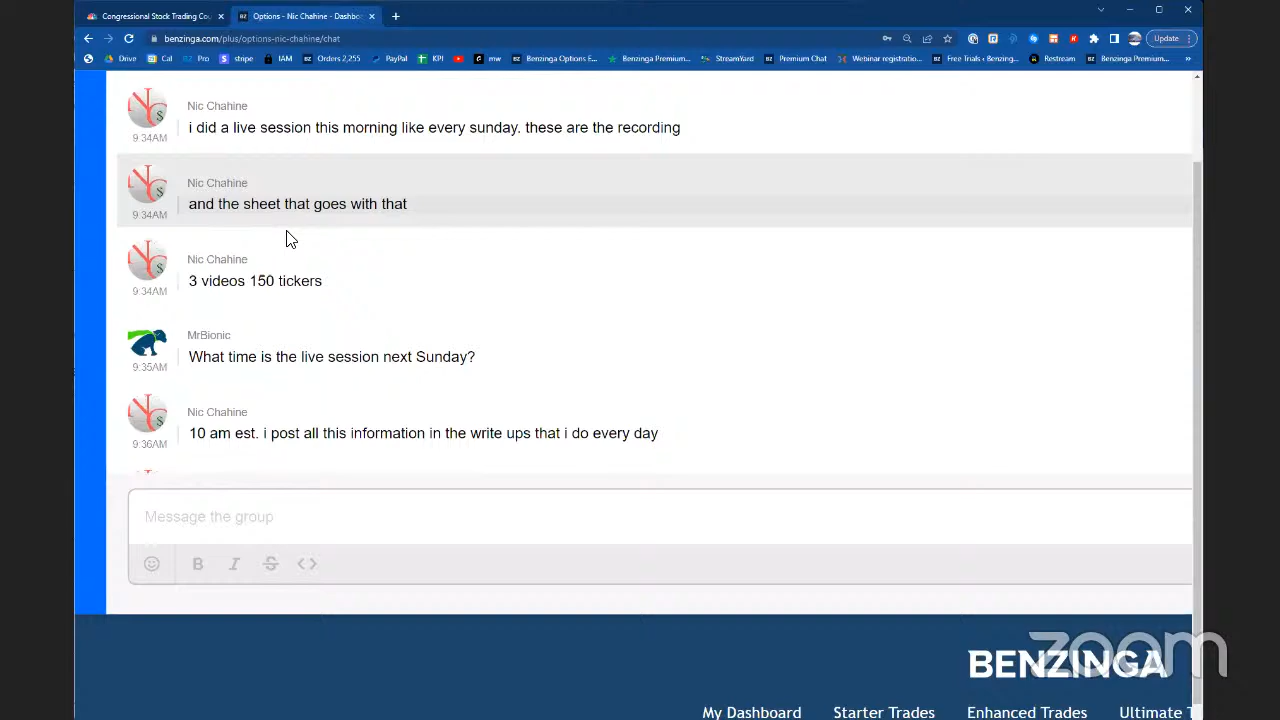 Congressional Stock Trading Co
Options - Nic Chahine - Dashbo
benzinga.com/plus/options-nic-chahine/chat
Update
Drive
Cal
Pro
stripe
IAM
Orders 2,255
PayPal
KPI
mw
Benzinga Options E...
Benzinga Premium...
StreamYard
Premium Chat
Webinar registratio...
Free Trials ‹ Benzing...
Restream
Benzinga Premium...
»
Nic Chahine
9:34AM
i did a live session this morning like every sunday. these are the recording
Nic Chahine
9:34AM
and the sheet that goes with that
Nic Chahine
9:34AM
3 videos 150 tickers
MrBionic
9:35AM
What time is the live session next Sunday?
Nic Chahine
9:36AM
10 am est. i post all this information in the write ups that i do every day
Message the group
B I S <>
BENZINGA
zoom
My Dashboard
Starter Trades
Enhanced Trades
Ultimate T